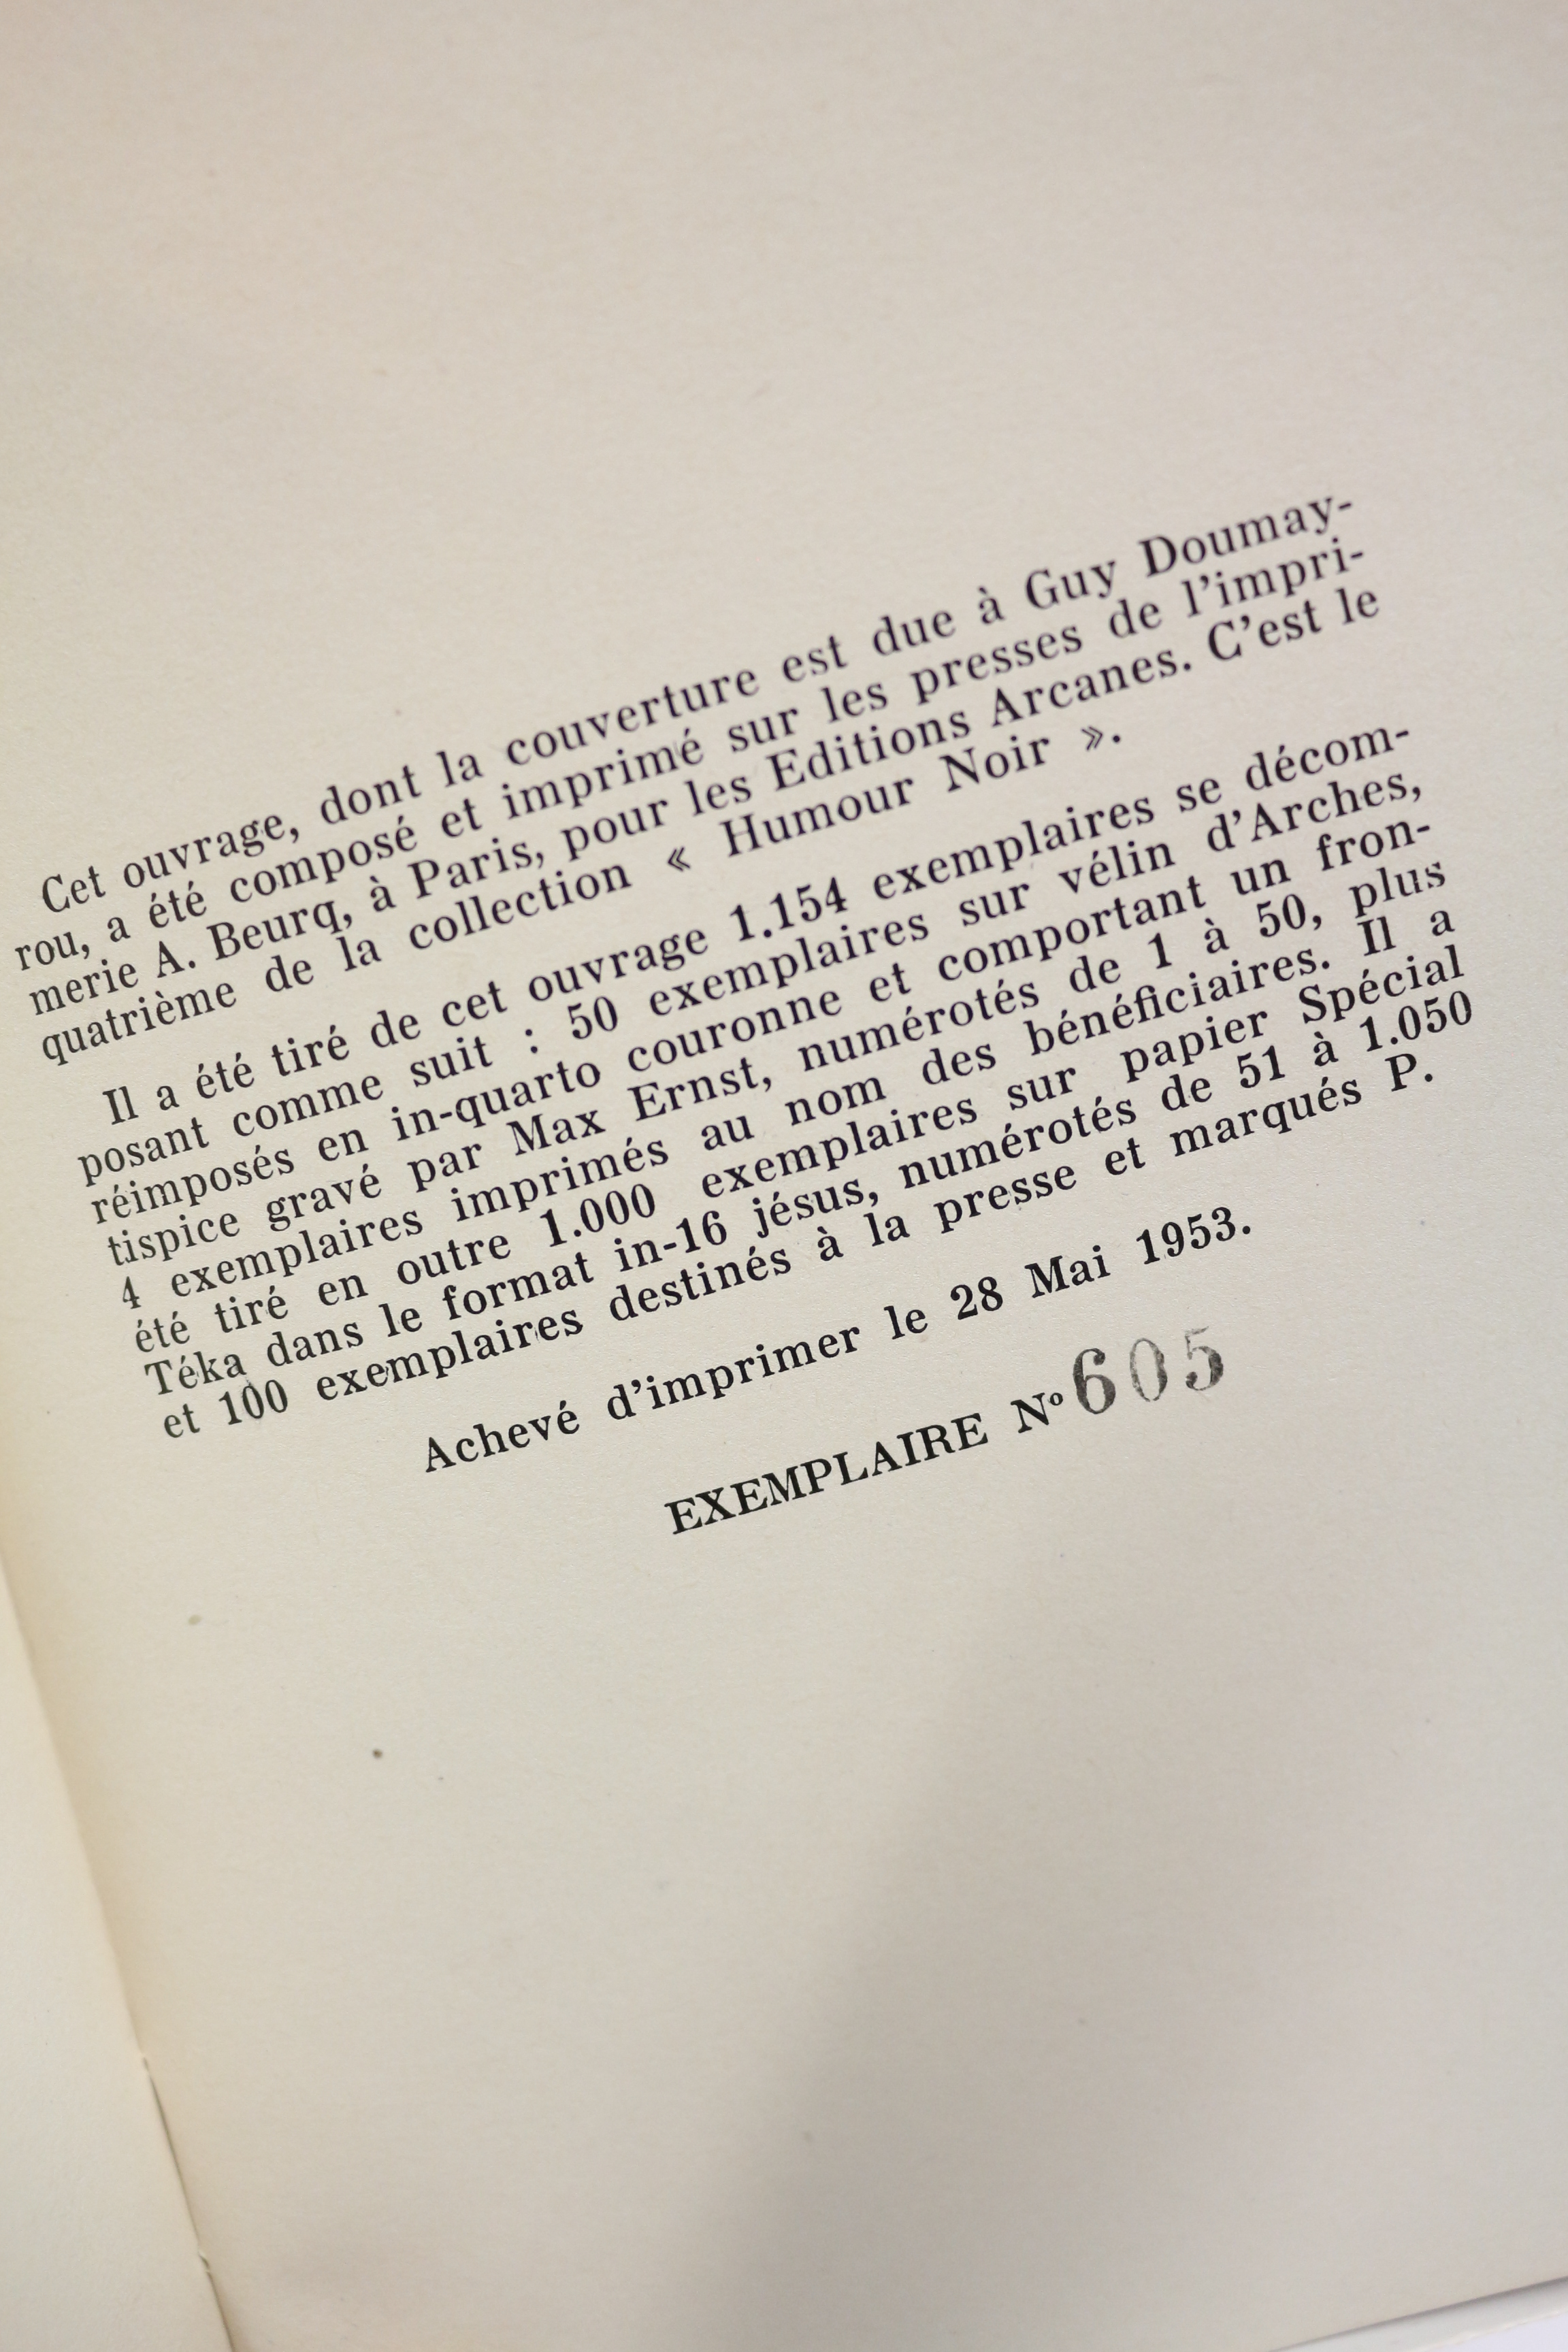 Cet ouvrage, dont la couverture est due à Guy Doumay-
rou, a été composé et imprimé sur les presses de l'impri-
merie A. Beurq, à Paris, pour les Editions Arcanes. C'est le
quatrième de la collection « Humour Noir ».
Il a été tiré de cet ouvrage 1.154 exemplaires se décom-
posant comme suit : 50 exemplaires sur vélin d'Arches,
réimposés en in-quarto couronne et comportant un fron-
tispice gravé par Max Ernst, numérotés de 1 à 50, plus
4 exemplaires imprimés au nom des bénéficiaires. Il a
été tiré en outre 1.000 exemplaires sur papier Spécial
Téka dans le format in-16 jésus, numérotés de 51 à 1.050
et 100 exemplaires destinés à la presse et marqués P.
Achevé d'imprimer le 28 Mai 1953.
EXEMPLAIRE Nº 605